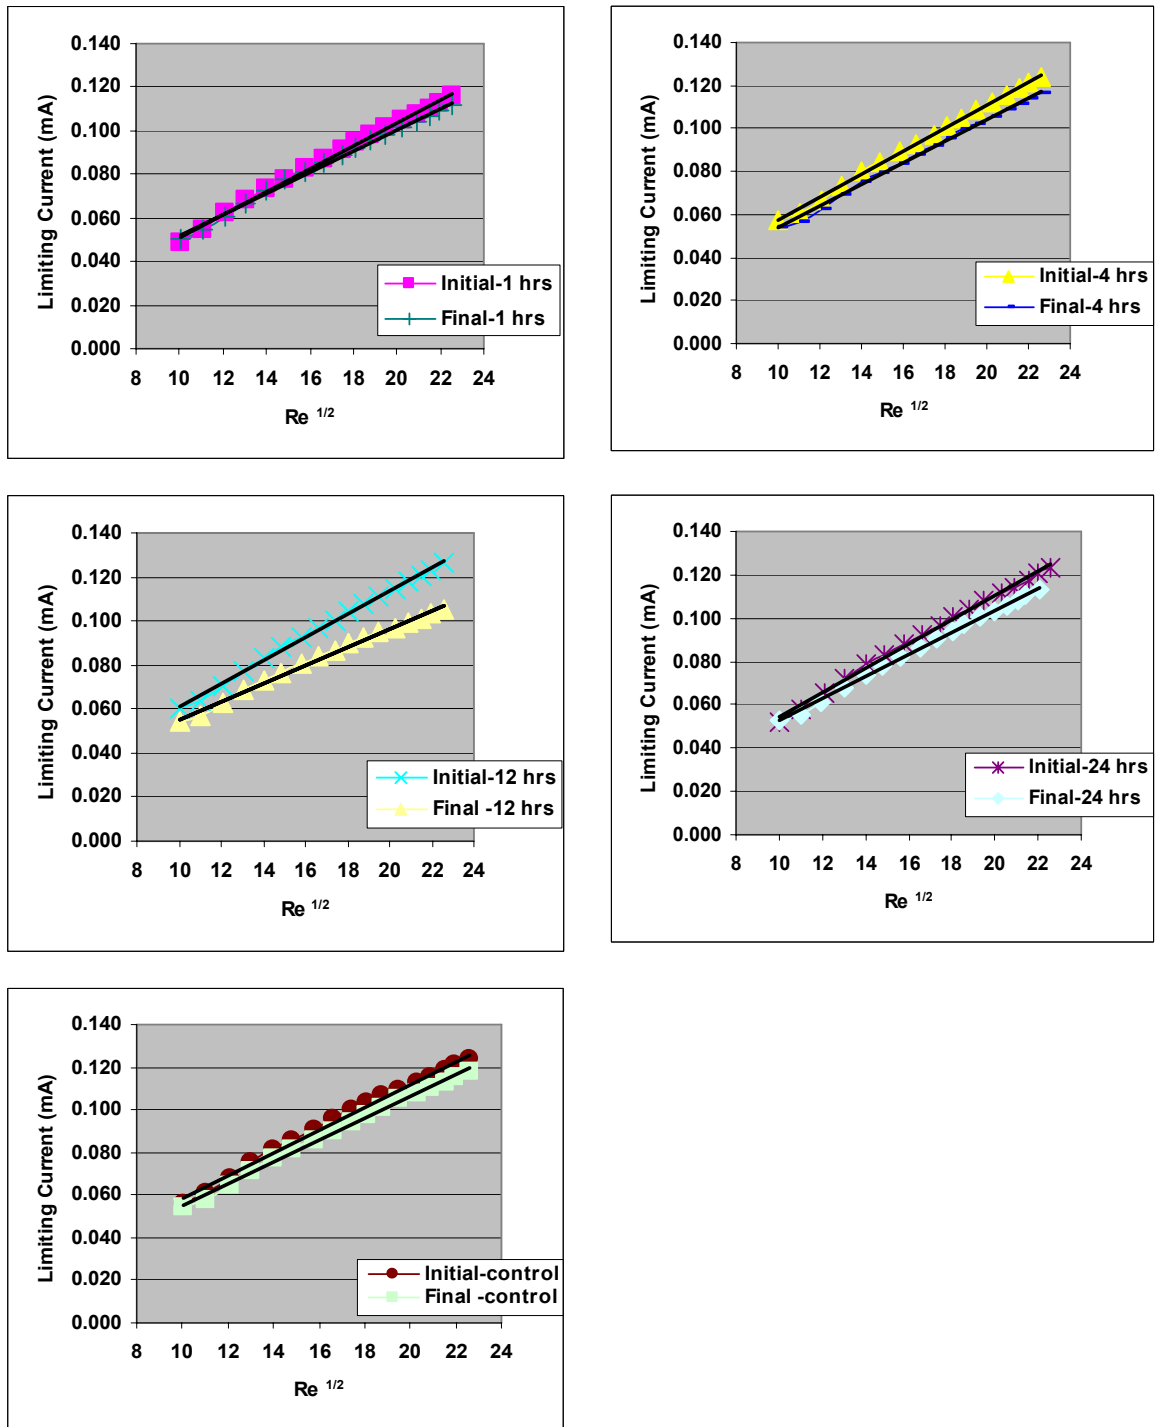 0.140
0.120
0.100
0.080
0.060
0.040
0.020
0.000
Limiting Current (mA)
8 10 12 14 16 18 20 22 24
Re 1/2
Initial-1 hrs
Final-1 hrs
0.140
0.120
0.100
0.080
0.060
0.040
0.020
0.000
Limiting Current (mA)
8 10 12 14 16 18 20 22 24
Re 1/2
Initial-4 hrs
Final-4 hrs
0.140
0.120
0.100
0.080
0.060
0.040
0.020
0.000
Limiting Current (mA)
8 10 12 14 16 18 20 22 24
Re 1/2
Initial-12 hrs
Final -12 hrs
0.140
0.120
0.100
0.080
0.060
0.040
0.020
0.000
Limiting Current (mA)
8 10 12 14 16 18 20 22 24
Re 1/2
Initial-24 hrs
Final-24 hrs
0.140
0.120
0.100
0.080
0.060
0.040
0.020
0.000
Limiting Current (mA)
8 10 12 14 16 18 20 22 24
Re 1/2
Initial-control
Final -control